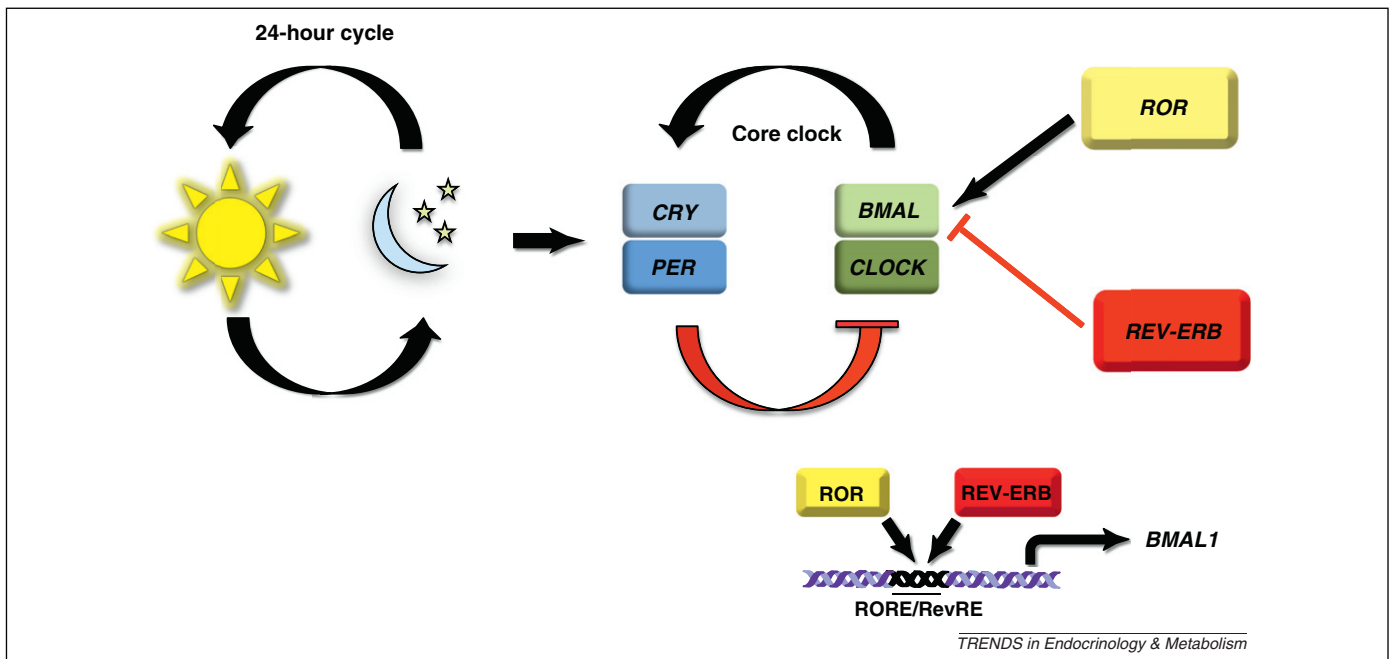 24-hour cycle
Core clock
ROR
CRY
BMAL
PER
CLOCK
REV-ERB
ROR
REV-ERB
BMAL1
RORE/RevRE
TRENDS in Endocrinology & Metabolism